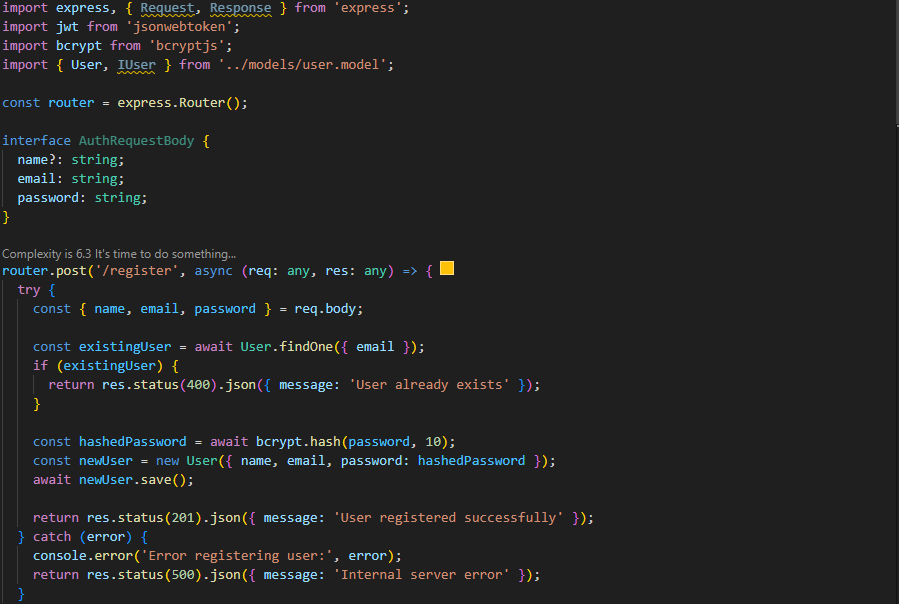 import express, { Request, Response } from 'express';
import jwt from 'jsonwebtoken';
import bcrypt from 'bcryptjs';
import { User, IUser } from '../models/user.model';
const router = express.Router();
interface AuthRequestBody {
name?: string;
email: string;
password: string;
}
Complexity is 6.3 It's time to do something...
router.post('/register', async (req: any, res: any) => {
try {
const { name, email, password } = req.body;
const existingUser = await User.findOne({ email });
if (existingUser) {
return res.status(400).json({ message: 'User already exists' });
}
const hashedPassword = await bcrypt.hash(password, 10);
const newUser = new User({ name, email, password: hashedPassword });
await newUser.save();
return res.status(201).json({ message: 'User registered successfully' });
} catch (error) {
console.error('Error registering user:', error);
return res.status(500).json({ message: 'Internal server error' });
}